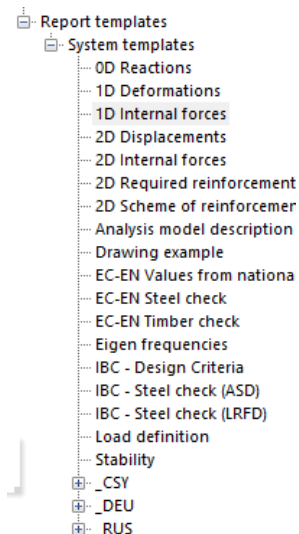 Report templates
System templates
0D Reactions
1D Deformations
1D Internal forces
2D Displacements
2D Internal forces
2D Required reinforcement
2D Scheme of reinforcemen
Analysis model description
Drawing example
EC-EN Values from nationa
EC-EN Steel check
EC-EN Timber check
Eigen frequencies
IBC - Design Criteria
IBC - Steel check (ASD)
IBC - Steel check (LRFD)
Load definition
Stability
_CSY
_DEU
_RUS